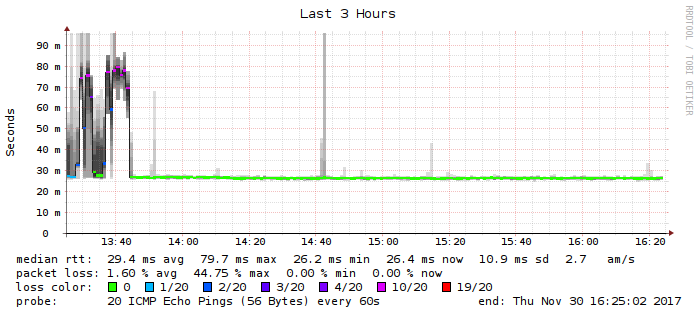 Last 3 Hours
RRDTOOL / TOBI OETIKER
Seconds
90 m
80 m
70 m
60 m
50 m
40 m
30 m
20 m
10 m
0
13:40 14:00 14:20 14:40 15:00 15:20 15:40 16:00 16:20
median rtt: 29.4 ms avg 79.7 ms max 26.2 ms min 26.4 ms now 10.9 ms sd 2.7 am/s
packet loss: 1.60 % avg 44.75 % max 0.00 % min 0.00 % now
loss color: 0 1/20 2/20 3/20 4/20 10/20 19/20
probe: 20 ICMP Echo Pings (56 Bytes) every 60s end: Thu Nov 30 16:25:02 2017